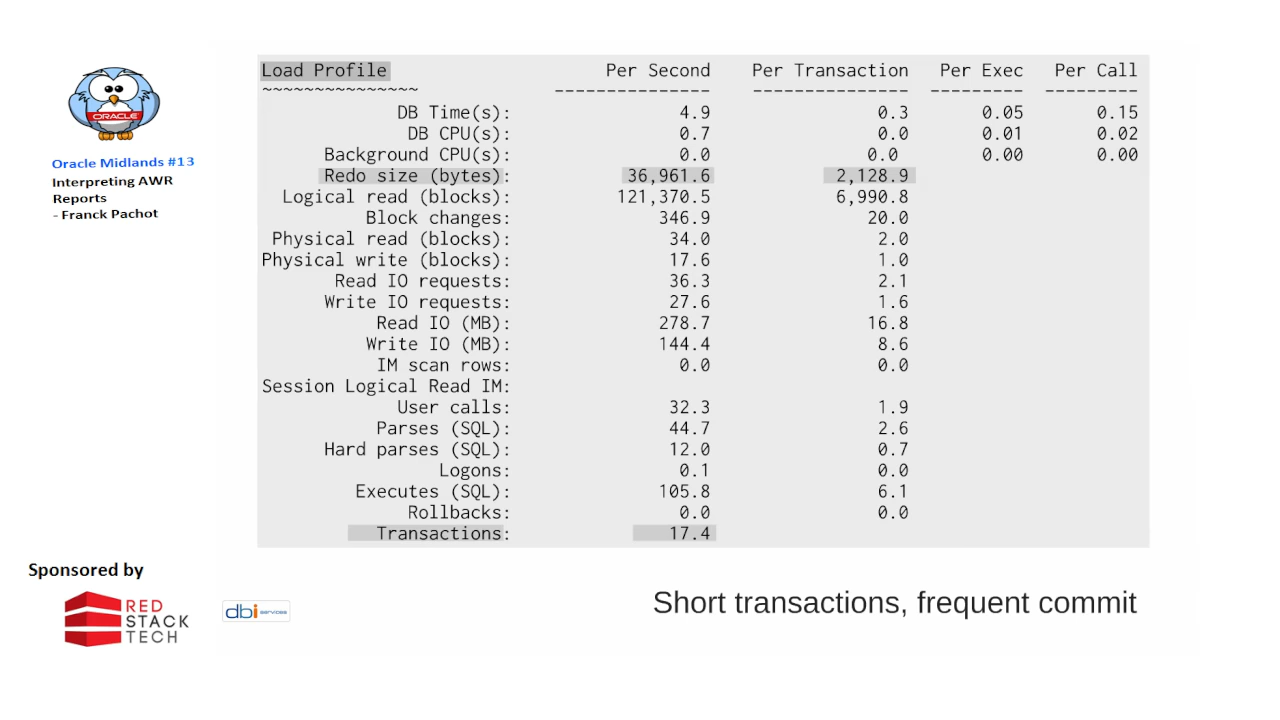 ORACLE
Oracle Midlands #13
Interpreting AWR
Reports
- Franck Pachot
Load Profile Per Second Per Transaction Per Exec Per Call
~~~~~~~~~~~~~~~ --------------- --------------- --------- ---------
DB Time(s): 4.9 0.3 0.05 0.15
DB CPU(s): 0.7 0.0 0.01 0.02
Background CPU(s): 0.0 0.0 0.00 0.00
Redo size (bytes): 36,961.6 2,128.9
Logical read (blocks): 121,370.5 6,990.8
Block changes: 346.9 20.0
Physical read (blocks): 34.0 2.0
Physical write (blocks): 17.6 1.0
Read IO requests: 36.3 2.1
Write IO requests: 27.6 1.6
Read IO (MB): 278.7 16.8
Write IO (MB): 144.4 8.6
IM scan rows: 0.0 0.0
Session Logical Read IM:
User calls: 32.3 1.9
Parses (SQL): 44.7 2.6
Hard parses (SQL): 12.0 0.7
Logons: 0.1 0.0
Executes (SQL): 105.8 6.1
Rollbacks: 0.0 0.0
Transactions: 17.4
Short transactions, frequent commit
Sponsored by
RED
STACK
TECH
dbi services